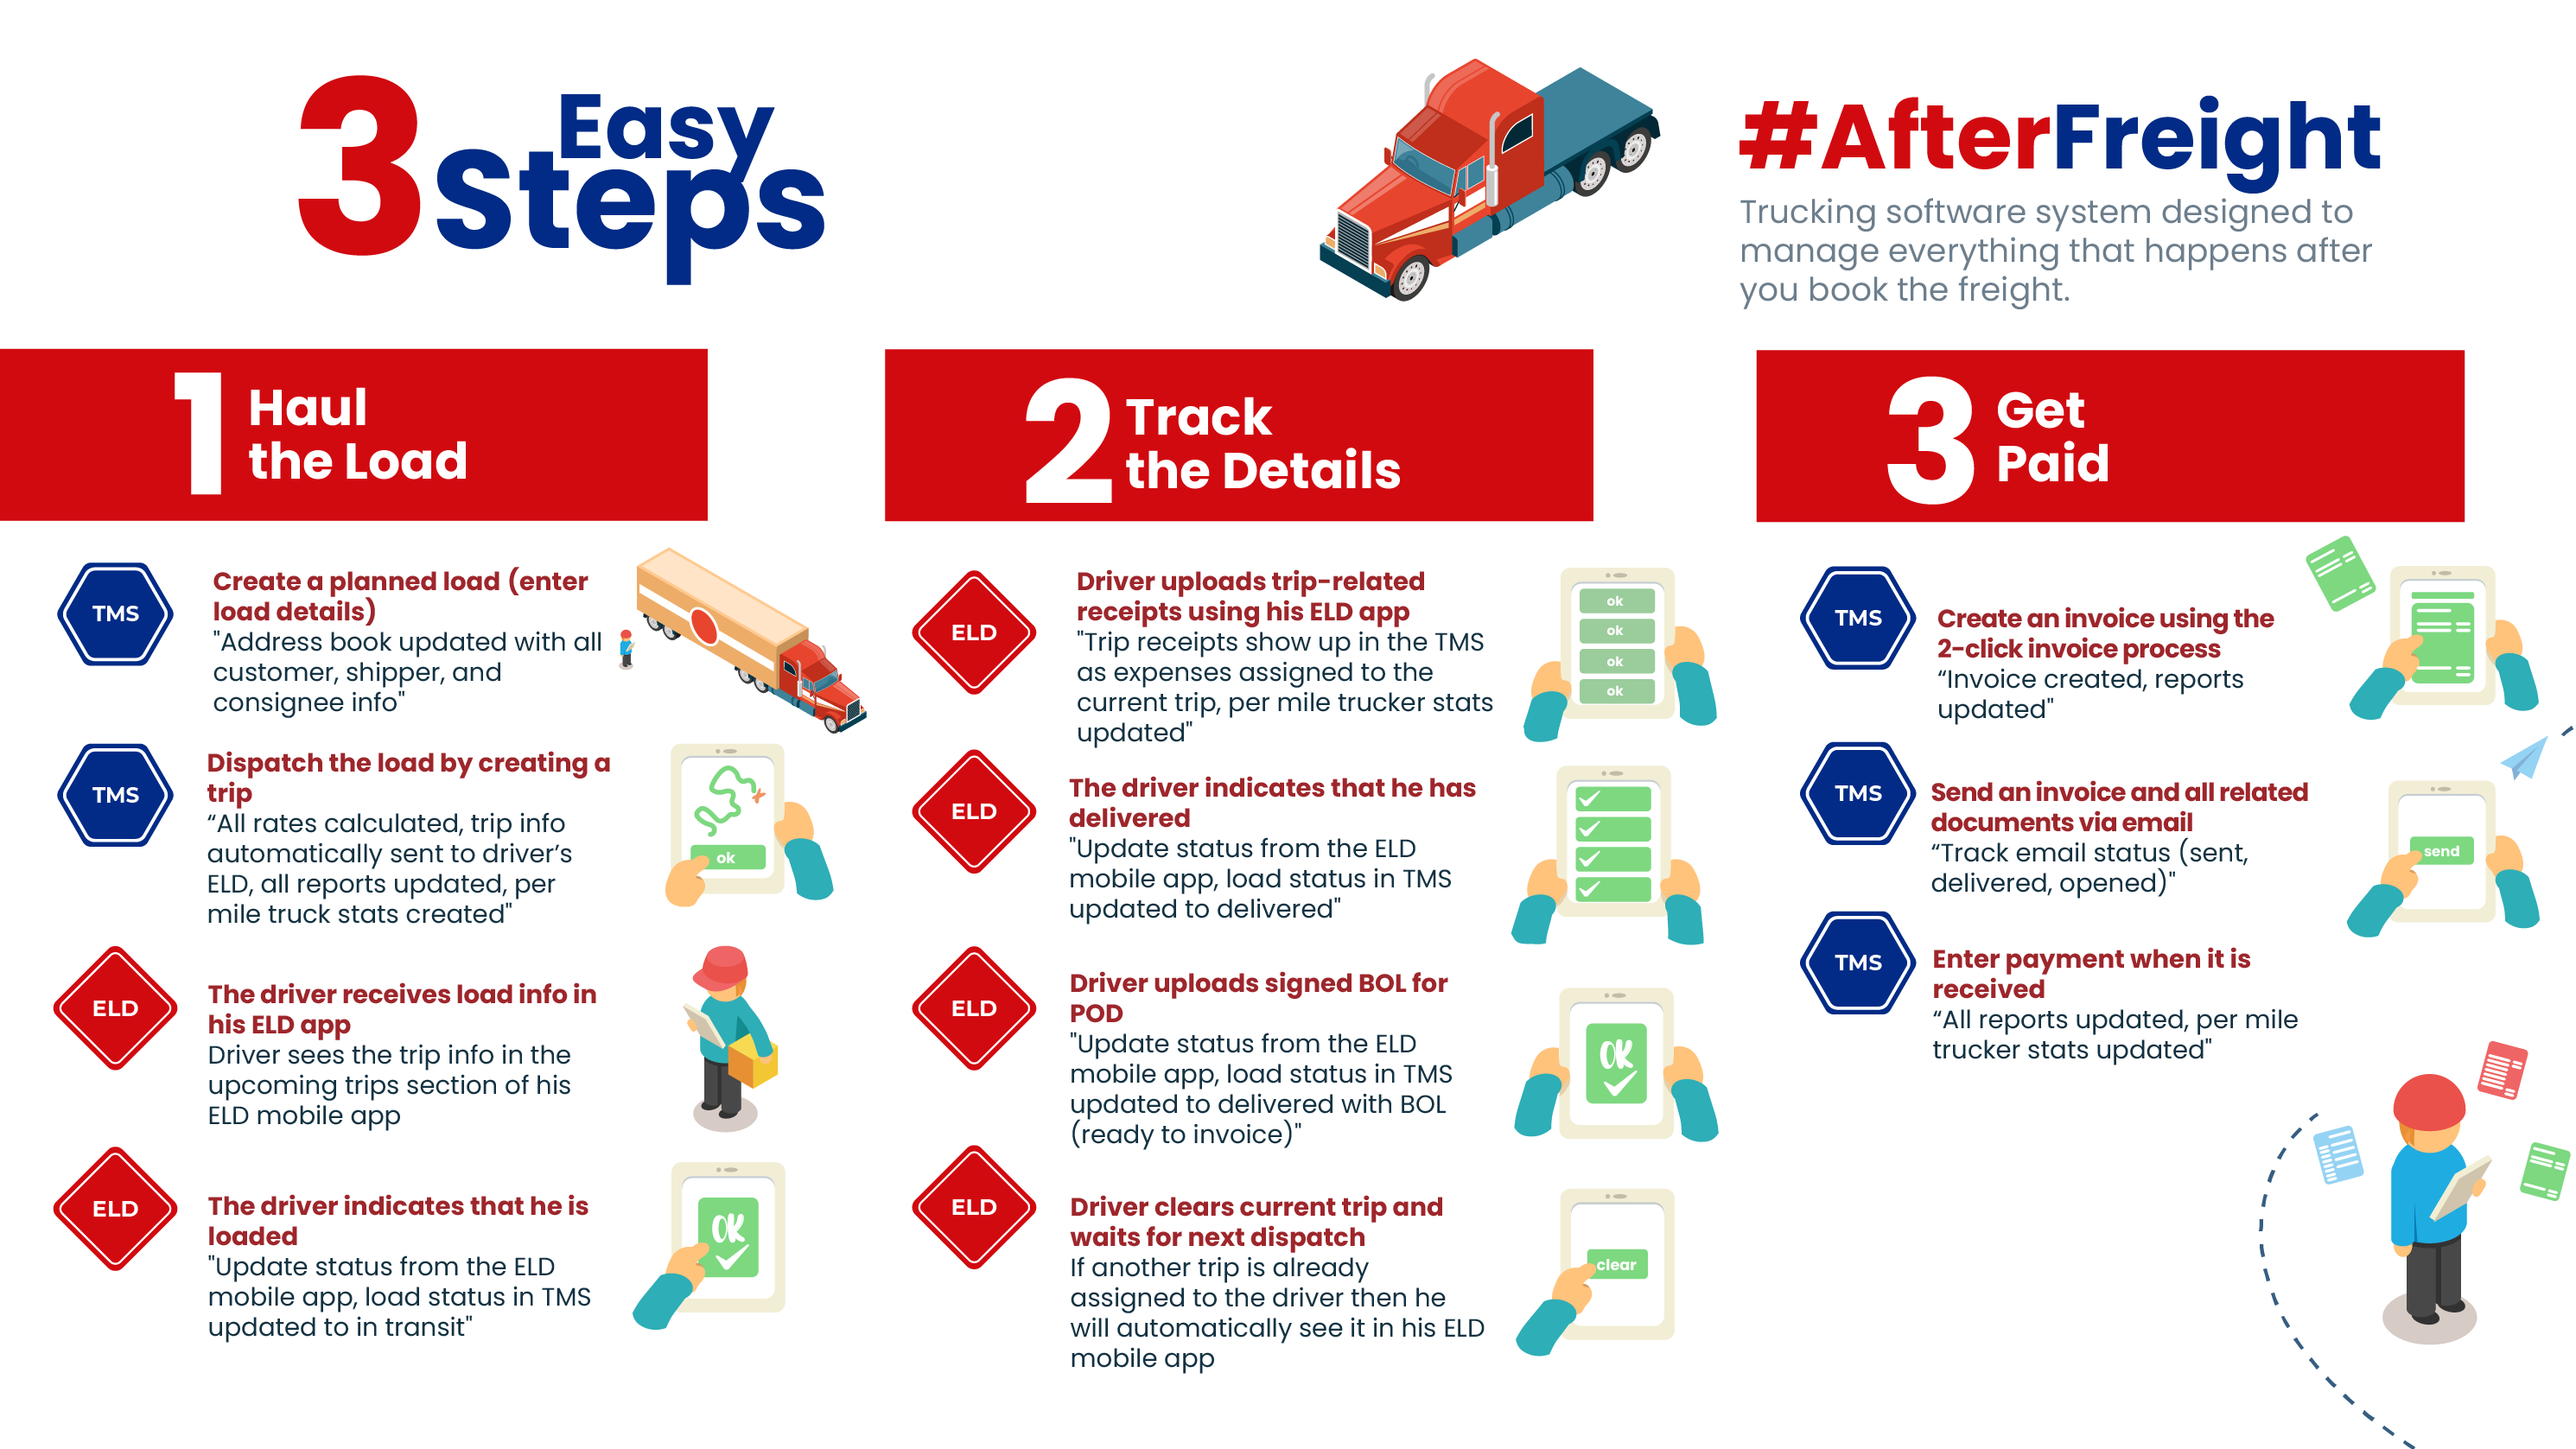 3 Easy
Steps
#AfterFreight
Trucking software system designed to
manage everything that happens after
you book the freight.
1 Haul
the Load
TMS
Create a planned load (enter
load details)
"Address book updated with all
customer, shipper, and
consignee info"
TMS
Dispatch the load by creating a
trip
“All rates calculated, trip info
automatically sent to driver’s
ELD, all reports updated, per
mile truck stats created"
ok
ELD
The driver receives load info in
his ELD app
Driver sees the trip info in the
upcoming trips section of his
ELD mobile app
ELD
The driver indicates that he is
loaded
"Update status from the ELD
mobile app, load status in TMS
updated to in transit"
OK
2 Track
the Details
ELD
Driver uploads trip-related
receipts using his ELD app
"Trip receipts show up in the TMS
as expenses assigned to the
current trip, per mile trucker stats
updated"
ok
ok
ok
ok
ELD
The driver indicates that he has
delivered
"Update status from the ELD
mobile app, load status in TMS
updated to delivered"
ELD
Driver uploads signed BOL for
POD
"Update status from the ELD
mobile app, load status in TMS
updated to delivered with BOL
(ready to invoice)"
OK
ELD
Driver clears current trip and
waits for next dispatch
If another trip is already
assigned to the driver then he
will automatically see it in his ELD
mobile app
clear
3 Get
Paid
TMS
Create an invoice using the
2-click invoice process
“Invoice created, reports
updated"
TMS
Send an invoice and all related
documents via email
“Track email status (sent,
delivered, opened)"
send
TMS
Enter payment when it is
received
“All reports updated, per mile
trucker stats updated"